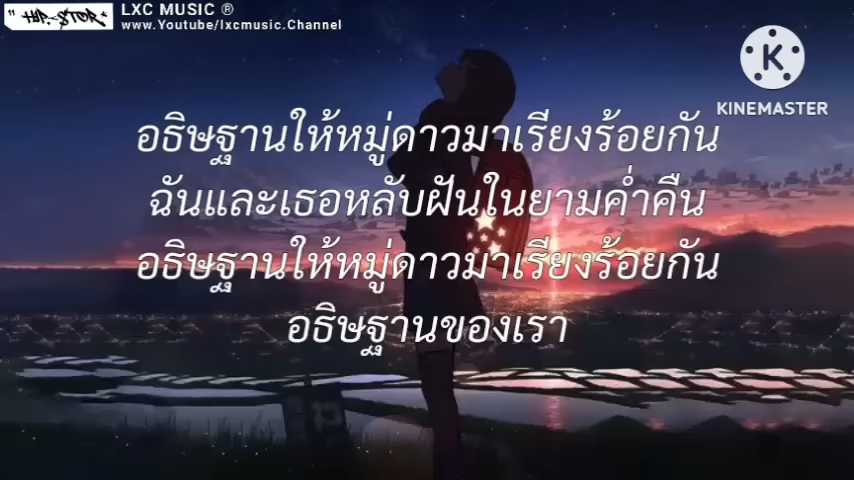 " HIP-STOR "
LXC MUSIC ®
www.Youtube/lxcmusic.Channel
K
KINEMASTER
อธิษฐานให้หมู่ดาวมาเรียงร้อยกัน
ฉันและเธอหลับฝันในยามค่ำคืน
อธิษฐานให้หมู่ดาวมาเรียงร้อยกัน
อธิษฐานของเรา